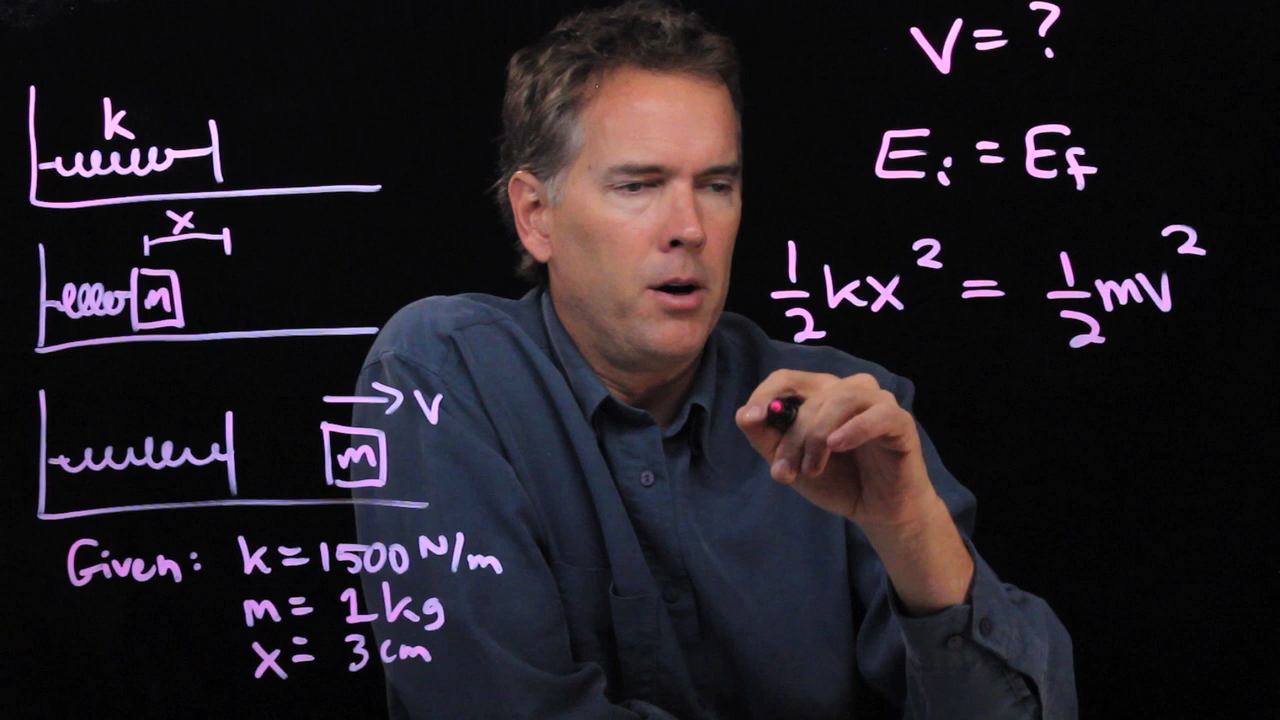 k
x
m
v
m
Given: k = 1500 N/m
m = 1 kg
x = 3 cm
V = ?
Ei = Ef
1/2 kx² = 1/2 mv²